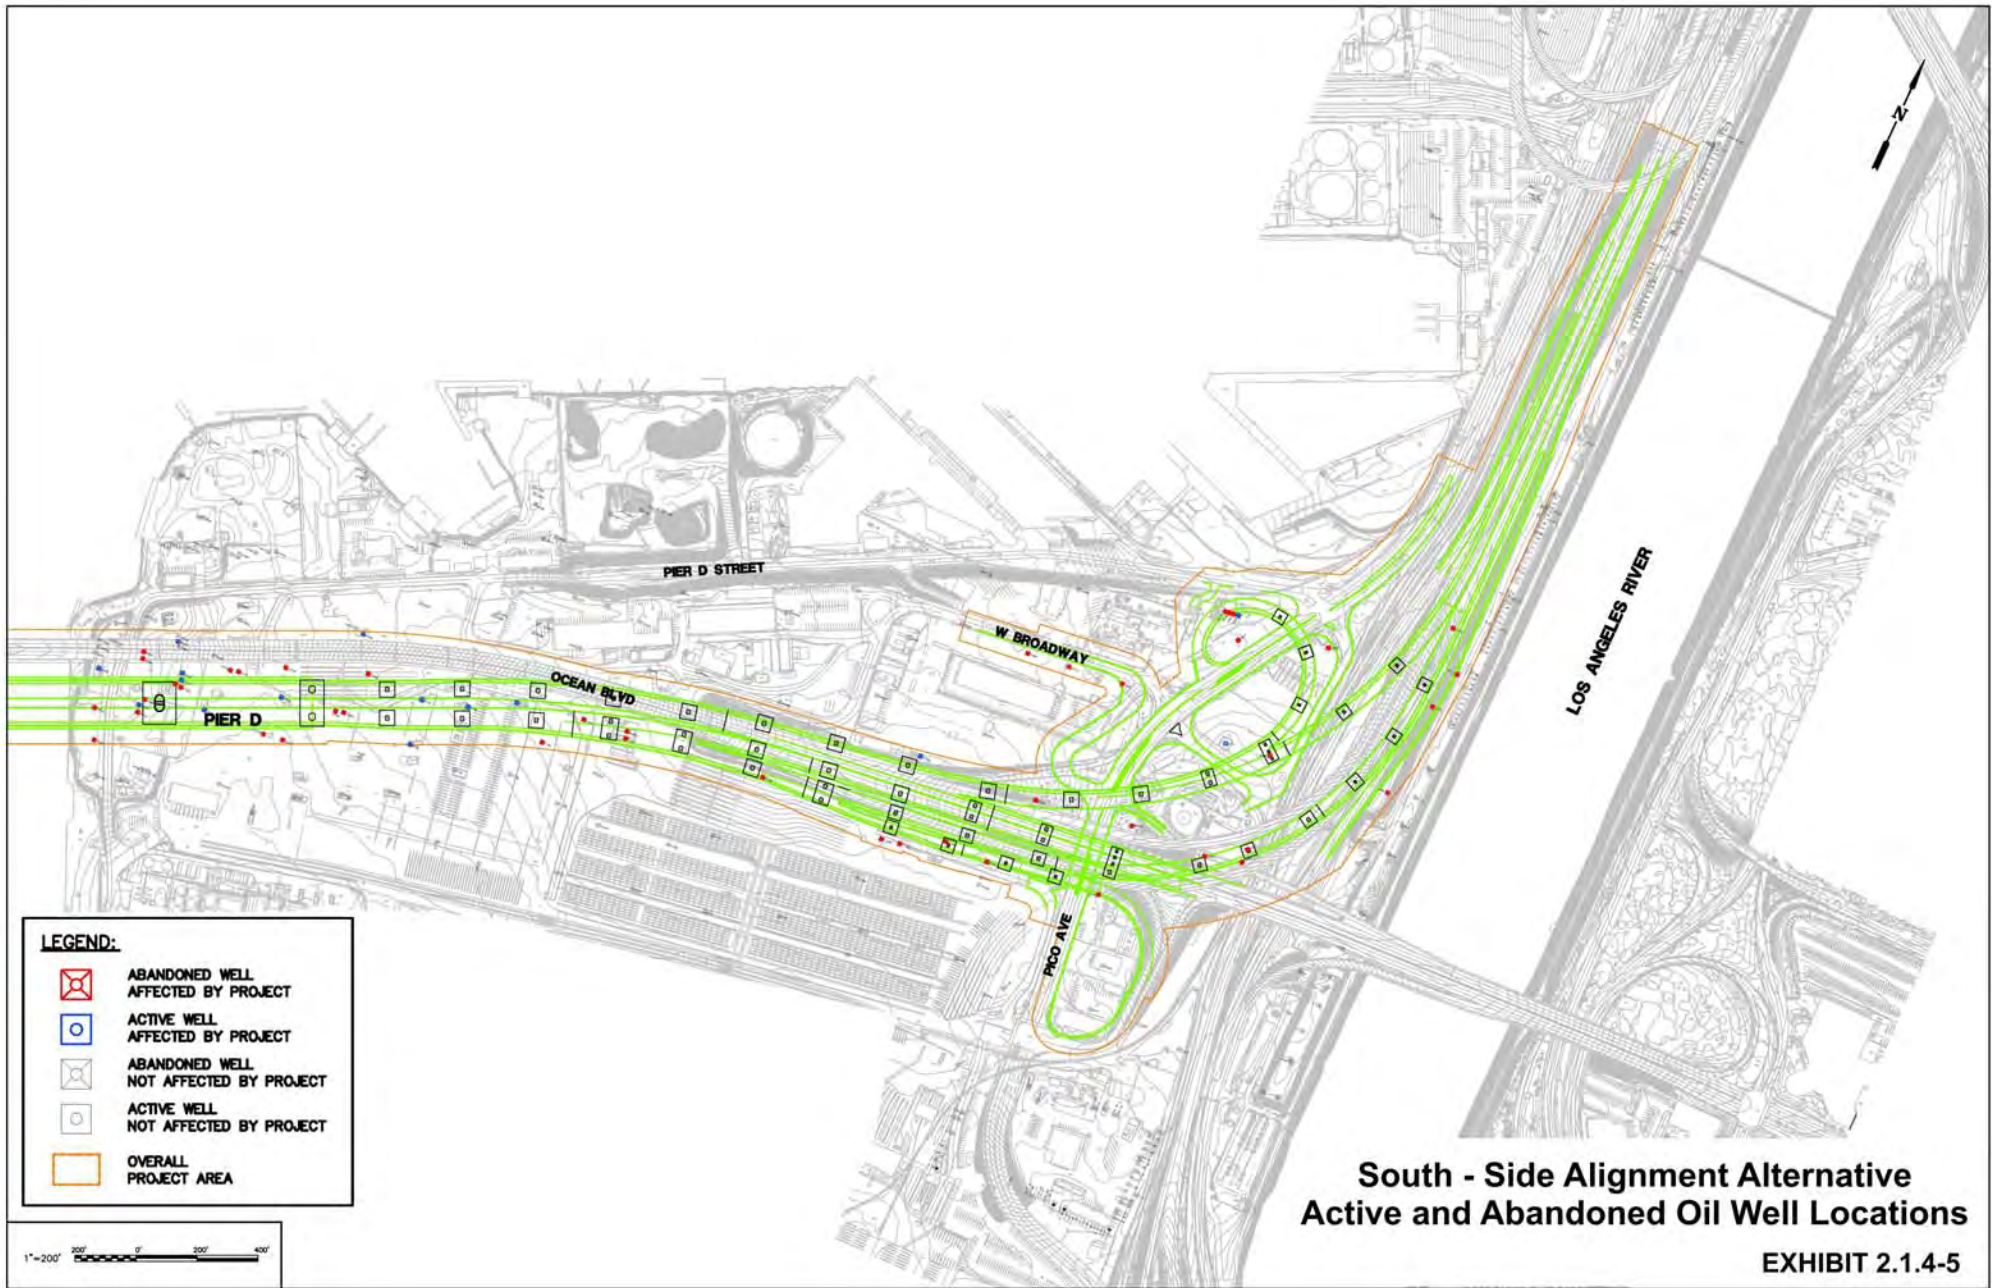 N
PIER D STREET
W BROADWAY
OCEAN BLVD
PIER D
LOS ANGELES RIVER
PICO AVE
LEGEND:
ABANDONED WELL
AFFECTED BY PROJECT
ACTIVE WELL
AFFECTED BY PROJECT
ABANDONED WELL
NOT AFFECTED BY PROJECT
ACTIVE WELL
NOT AFFECTED BY PROJECT
OVERALL
PROJECT AREA
1"=200' 200' 0' 200' 400'
South - Side Alignment Alternative
Active and Abandoned Oil Well Locations
EXHIBIT 2.1.4-5